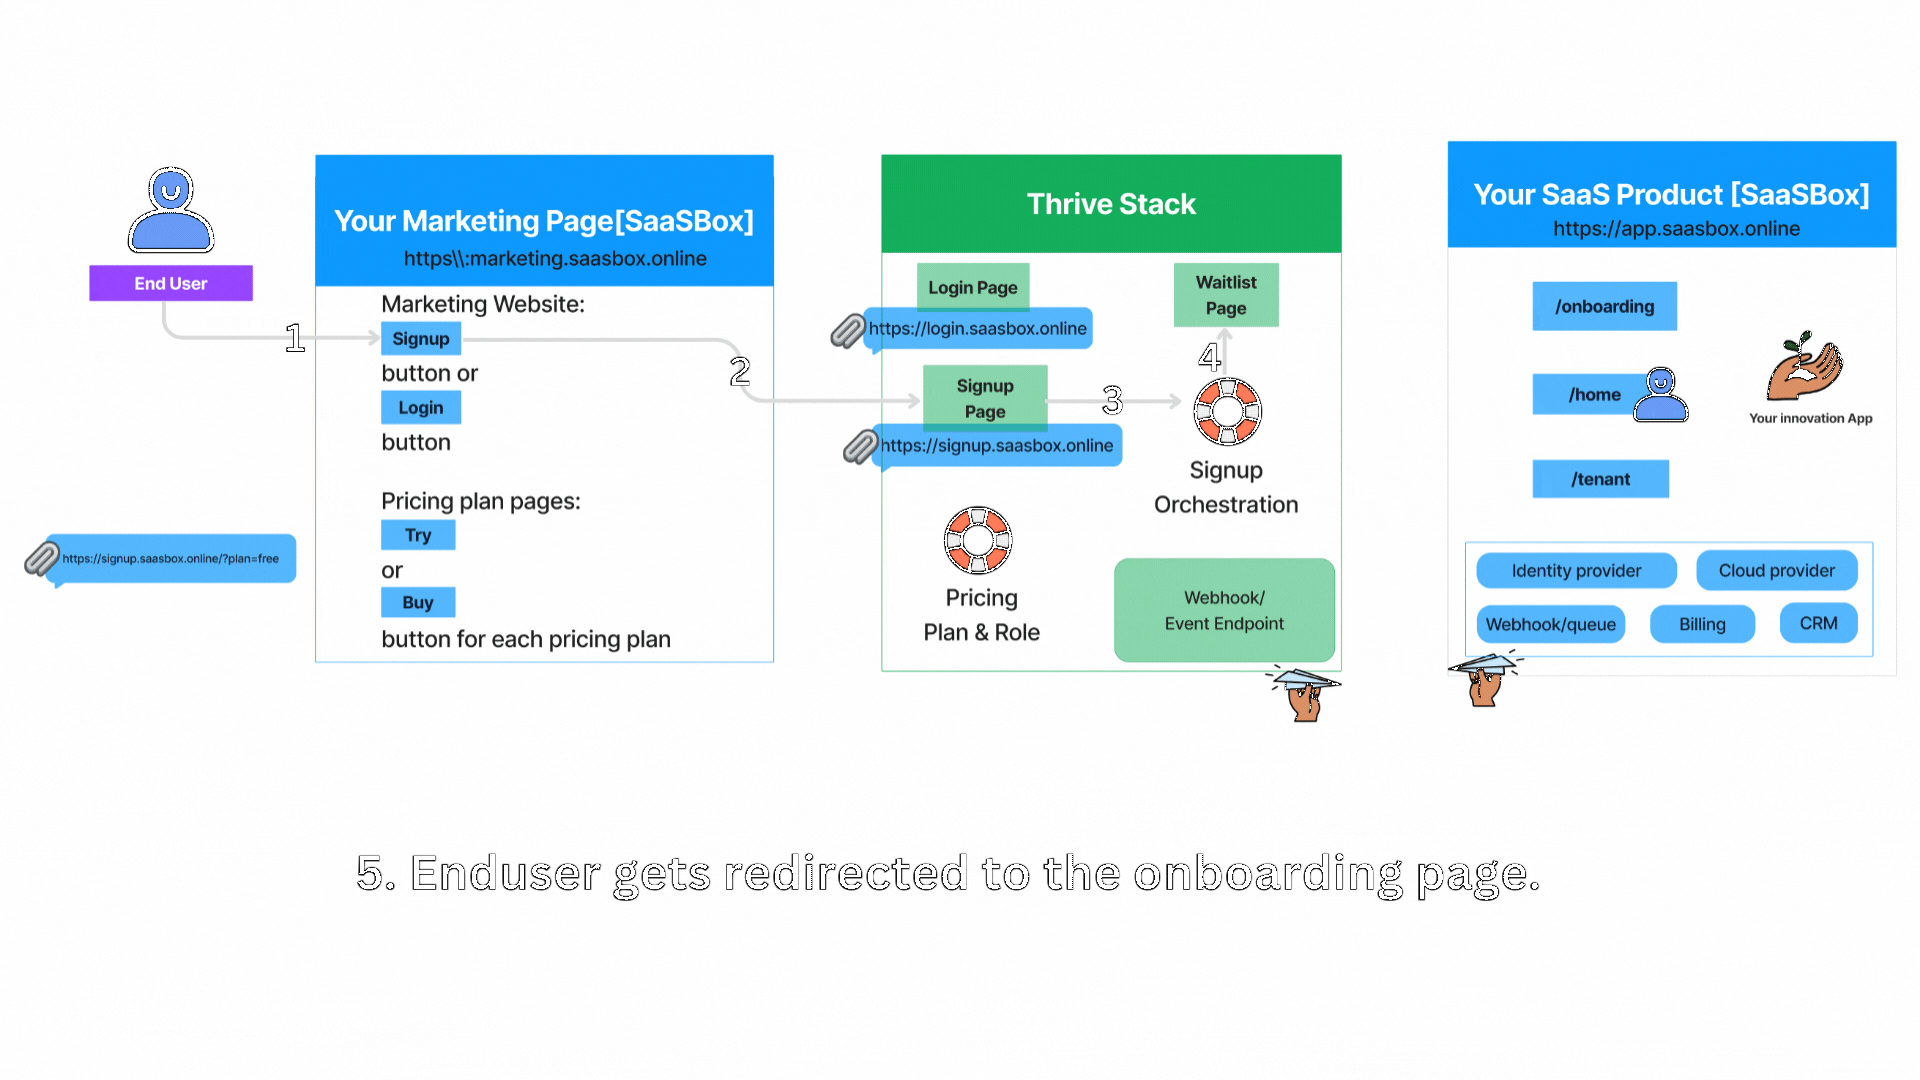 End User
1
https://signup.saasbox.online/?plan=free
Your Marketing Page[SaaSBox]
https\\:marketing.saasbox.online
Marketing Website:
Signup
button or
Login
button
Pricing plan pages:
Try
or
Buy
button for each pricing plan
2
Thrive Stack
Login Page
https://login.saasbox.online
Signup
Page
https://signup.saasbox.online
3
Waitlist
Page
4
Signup
Orchestration
Pricing
Plan & Role
Webhook/
Event Endpoint
Your SaaS Product [SaaSBox]
https://app.saasbox.online
/onboarding
/home
/tenant
Your innovation App
Identity provider
Cloud provider
Webhook/queue
Billing
CRM
5. Enduser gets redirected to the onboarding page.